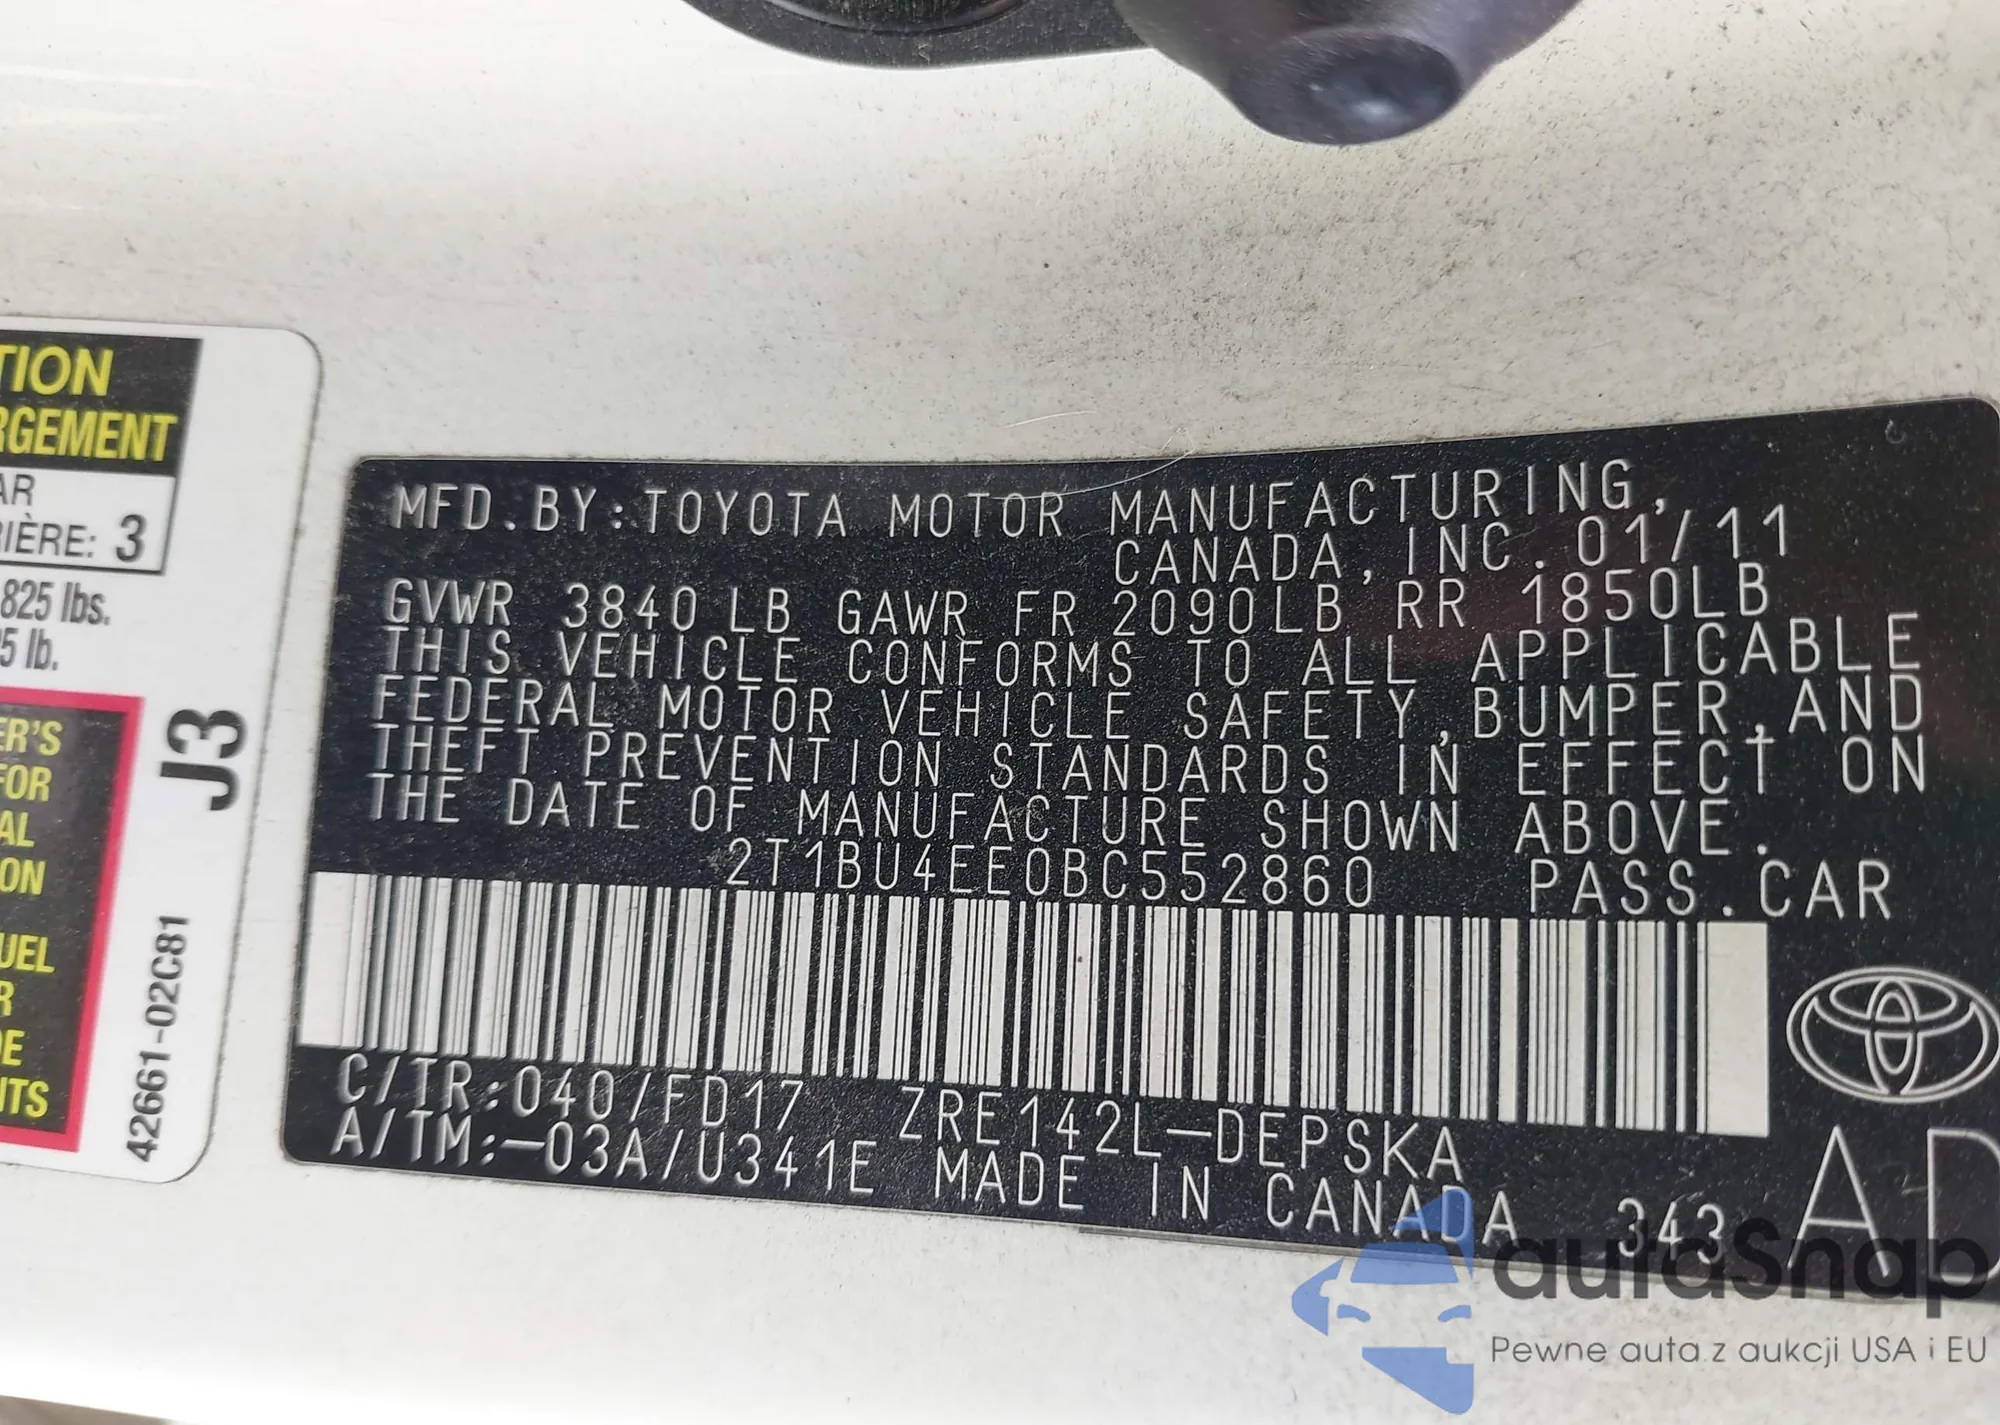 TION
RGEMENT
AR
RIÈRE: 3
825 lbs.
5 lb.
ER'S
FOR
AL
ON
UEL
R
DE
NTS
J3
42661-02C81
MFD.BY:TOYOTA MOTOR MANUFACTURING,
CANADA, INC. 01/11
GVWR 3840 LB GAWR FR 2090LB RR 1850LB
THIS VEHICLE CONFORMS TO ALL APPLICABLE
FEDERAL MOTOR VEHICLE SAFETY,BUMPER,AND
THEFT PREVENTION STANDARDS IN EFFECT ON
THE DATE OF MANUFACTURE SHOWN ABOVE.
2T1BU4EE0BC552860 PASS.CAR
C/TR:040/FD17 ZRE142L-DEPSKA
A/TM:-03A/U341E MADE IN CANADA 343
AD
autoSnap
Pewne auta z aukcji USA i EU